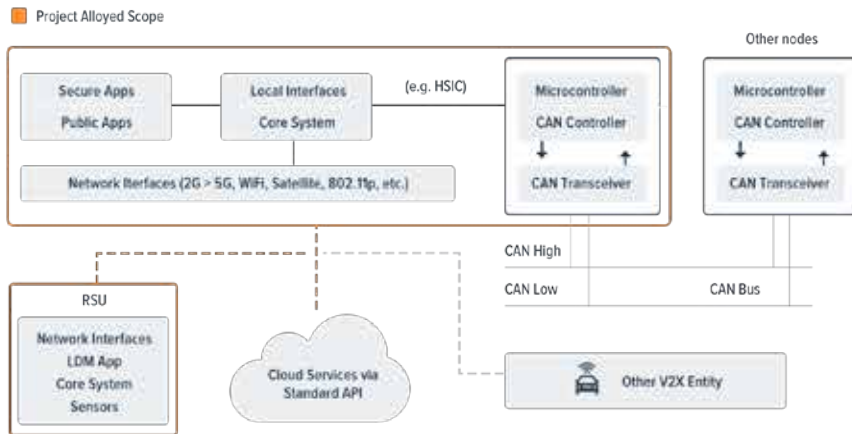 Project Alloyed Scope
Other nodes
Secure Apps
Public Apps
Local Interfaces
Core System
(e.g. HSIC)
Microcontroller
CAN Controller
CAN Transceiver
Microcontroller
CAN Controller
CAN Transceiver
Network Iterfaces (2G > 5G, WiFi, Satellite, 802.11p, etc.)
CAN High
CAN Low
CAN Bus
RSU
Network Interfaces
LDM App
Core System
Sensors
Cloud Services via
Standard API
Other V2X Entity